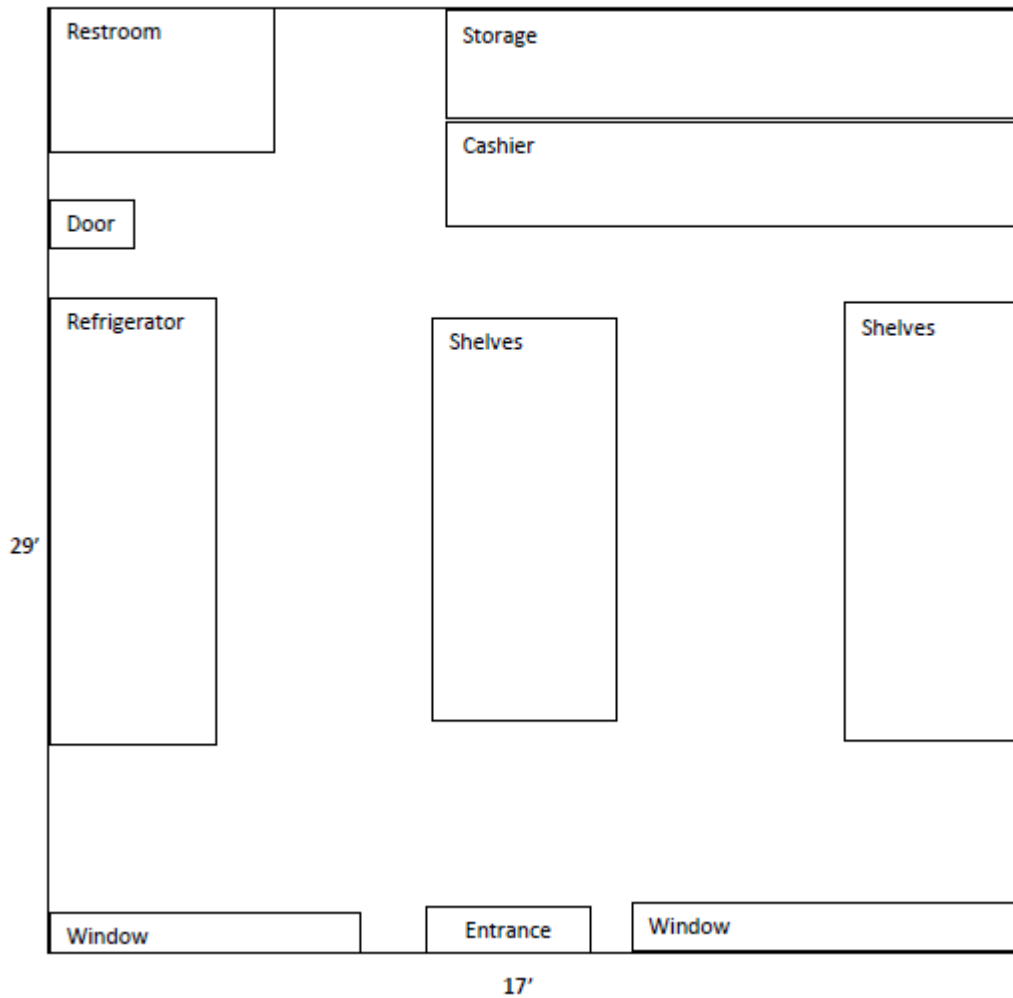 Restroom
Storage
Cashier
Door
Refrigerator
Shelves
Shelves
29’
Window
Entrance
Window
17’